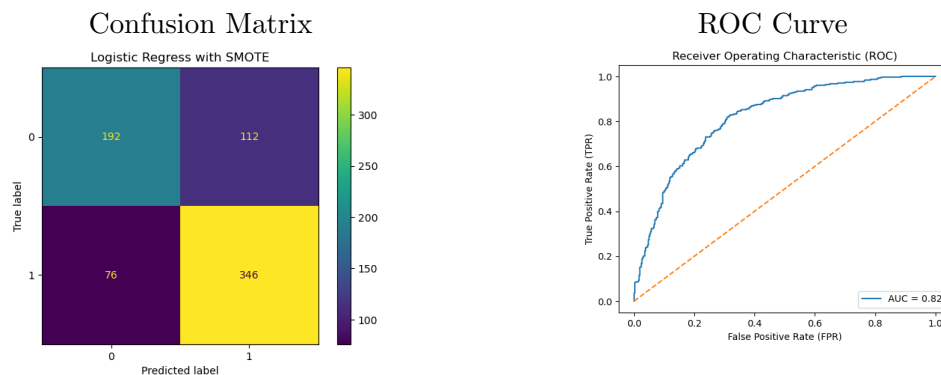 Confusion Matrix
Logistic Regress with SMOTE
0
1
True label
192
112
76
346
0
1
Predicted label
300
250
200
150
100
ROC Curve
Receiver Operating Characteristic (ROC)
1.0
0.8
0.6
0.4
0.2
0.0
True Positive Rate (TPR)
AUC = 0.82
0.0
0.2
0.4
0.6
0.8
1.0
False Positive Rate (FPR)